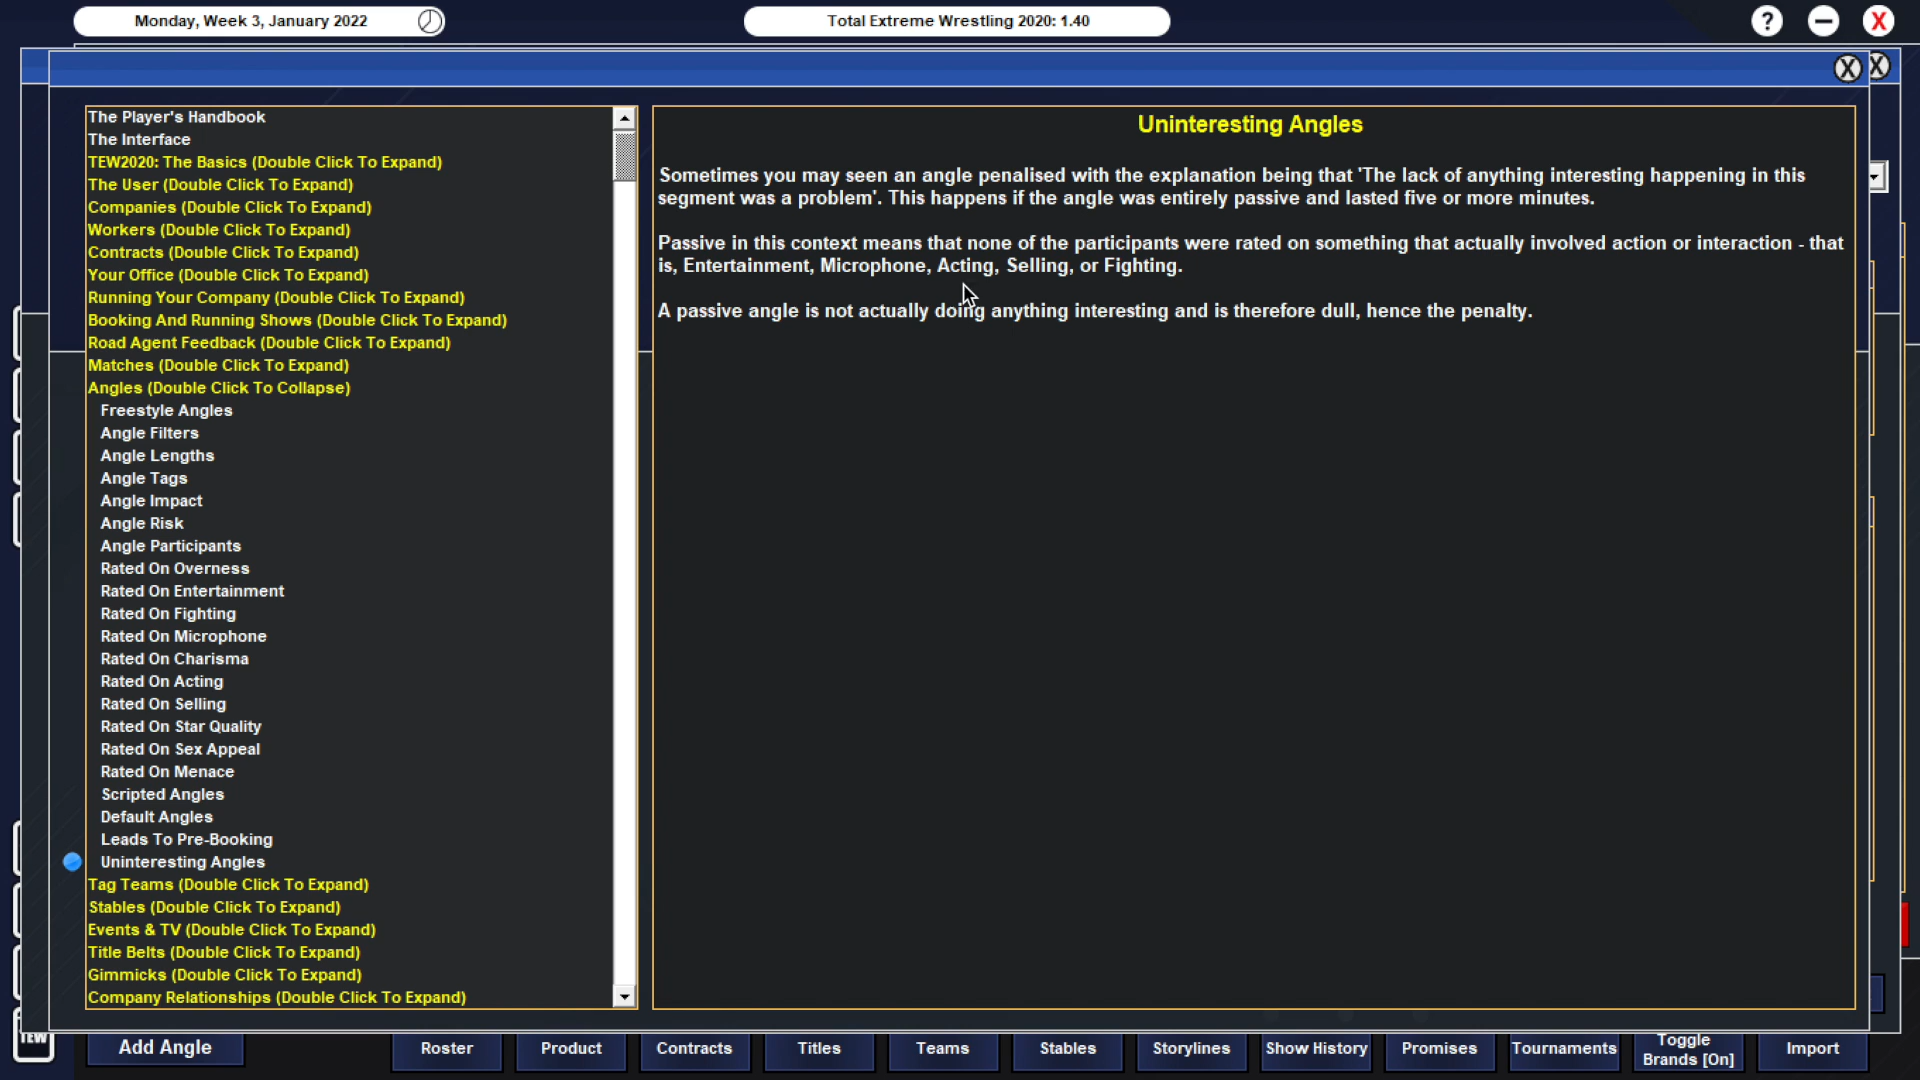 Monday, Week 3, January 2022
Total Extreme Wrestling 2020: 1.40
?
X
X
X
The Player's Handbook
The Interface
TEW2020: The Basics (Double Click To Expand)
The User (Double Click To Expand)
Companies (Double Click To Expand)
Workers (Double Click To Expand)
Contracts (Double Click To Expand)
Your Office (Double Click To Expand)
Running Your Company (Double Click To Expand)
Booking And Running Shows (Double Click To Expand)
Road Agent Feedback (Double Click To Expand)
Matches (Double Click To Expand)
Angles (Double Click To Collapse)
Freestyle Angles
Angle Filters
Angle Lengths
Angle Tags
Angle Impact
Angle Risk
Angle Participants
Rated On Overness
Rated On Entertainment
Rated On Fighting
Rated On Microphone
Rated On Charisma
Rated On Acting
Rated On Selling
Rated On Star Quality
Rated On Sex Appeal
Rated On Menace
Scripted Angles
Default Angles
Leads To Pre-Booking
Uninteresting Angles
Tag Teams (Double Click To Expand)
Stables (Double Click To Expand)
Events & TV (Double Click To Expand)
Title Belts (Double Click To Expand)
Gimmicks (Double Click To Expand)
Company Relationships (Double Click To Expand)
Uninteresting Angles
Sometimes you may seen an angle penalised with the explanation being that 'The lack of anything interesting happening in this
segment was a problem'. This happens if the angle was entirely passive and lasted five or more minutes.
Passive in this context means that none of the participants were rated on something that actually involved action or interaction - that
is, Entertainment, Microphone, Acting, Selling, or Fighting.
A passive angle is not actually doing anything interesting and is therefore dull, hence the penalty.
TEW
Add Angle
Roster
Product
Contracts
Titles
Teams
Stables
Storylines
Show History
Promises
Tournaments
Toggle
Brands [On]
Import